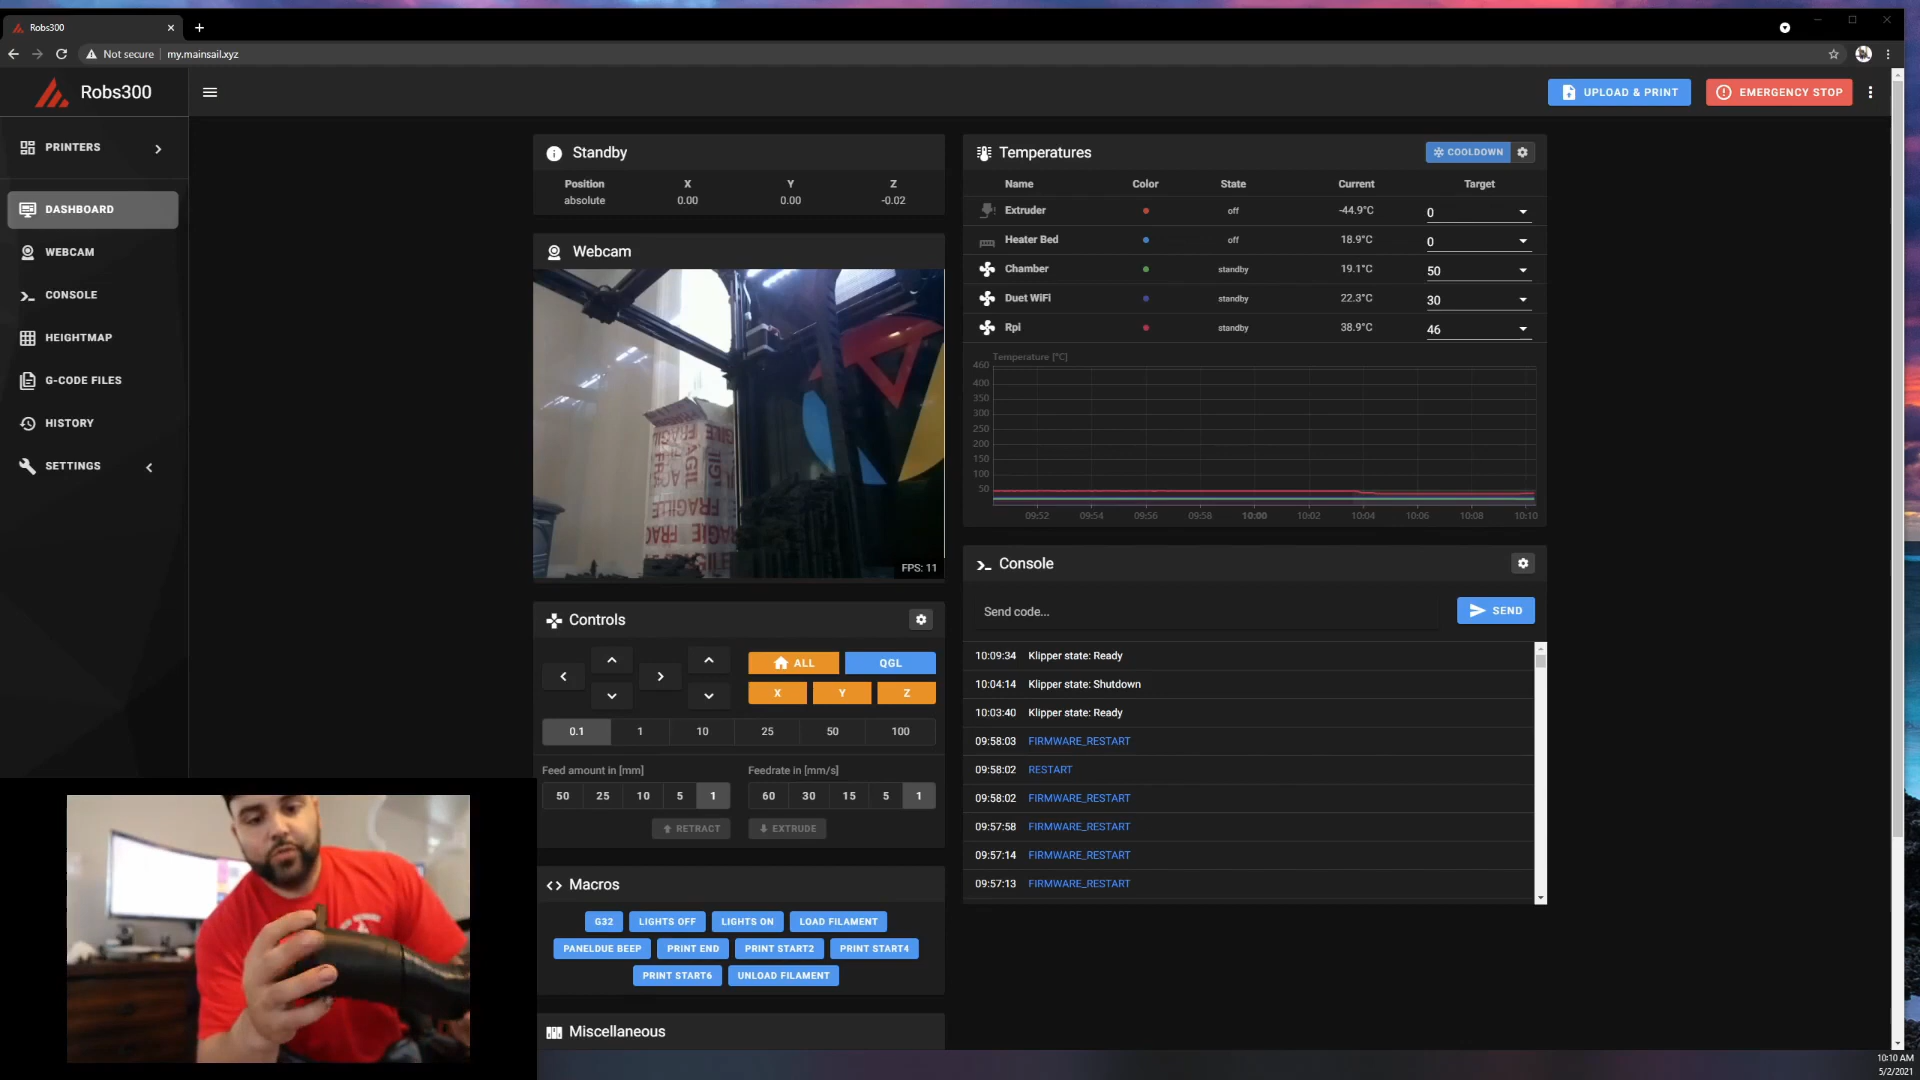 Robs300
Not secure
my.mainsail.xyz
Robs300
UPLOAD & PRINT
EMERGENCY STOP
PRINTERS
DASHBOARD
WEBCAM
CONSOLE
HEIGHTMAP
G-CODE FILES
HISTORY
SETTINGS
Standby
Position X Y Z
absolute 0.00 0.00 -0.02
Webcam
FRAGILE
FPS: 11
Controls
ALL QGL
X Y Z
0.1 1 10 25 50 100
Feed amount in [mm] Feedrate in [mm/s]
50 25 10 5 1 60 30 15 5 1
RETRACT EXTRUDE
Macros
G32 LIGHTS OFF LIGHTS ON LOAD FILAMENT
PANELDUE BEEP PRINT END PRINT START2 PRINT START4
PRINT START6 UNLOAD FILAMENT
Miscellaneous
Temperatures
COOLDOWN
Name Color State Current Target
Extruder off -44.9°C 0
Heater Bed off 18.9°C 0
Chamber standby 19.1°C 50
Duet WiFi standby 22.3°C 30
Rpi standby 38.9°C 46
Temperature [°C]
460
400
350
300
250
200
150
100
50
09:52 09:54 09:56 09:58 10:00 10:02 10:04 10:06 10:08 10:10
Console
Send code...
SEND
10:09:34 Klipper state: Ready
10:04:14 Klipper state: Shutdown
10:03:40 Klipper state: Ready
09:58:03 FIRMWARE_RESTART
09:58:02 RESTART
09:58:02 FIRMWARE_RESTART
09:57:58 FIRMWARE_RESTART
09:57:14 FIRMWARE_RESTART
09:57:13 FIRMWARE_RESTART
10:10 AM
5/2/2021